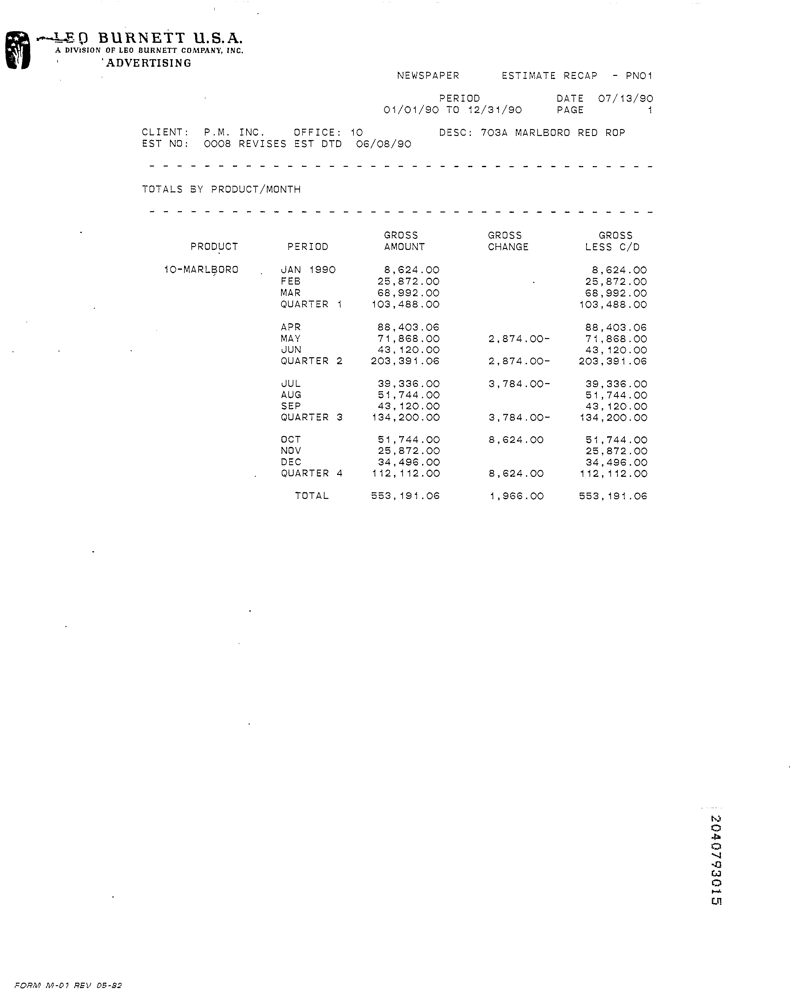 LEO BURNETT U.S.A.
A DIVISION OF LEO BURNETT COMPANY, INC.
ADVERTISING
NEWSPAPER ESTIMATE RECAP - PN01
PERIOD DATE 07/13/90
01/01/90 TO 12/31/90 PAGE 1
CLIENT: P.M. INC. OFFICE: 10 DESC: 703A MARLBORO RED ROP
EST NO: 0008 REVISES EST DTD 06/08/90
- - - - - - - - - - - - - - - - - - - - - - - - - - - - - - - - - - - - -
TOTALS BY PRODUCT/MONTH
- - - - - - - - - - - - - - - - - - - - - - - - - - - - - - - - - - - - -
GROSS GROSS GROSS
PRODUCT PERIOD AMOUNT CHANGE LESS C/D
10-MARLBORO JAN 1990 8,624.00 8,624.00
FEB 25,872.00 25,872.00
MAR 68,992.00 68,992.00
QUARTER 1 103,488.00 103,488.00
APR 88,403.06 88,403.06
MAY 71,868.00 2,874.00- 71,868.00
JUN 43,120.00 43,120.00
QUARTER 2 203,391.06 2,874.00- 203,391.06
JUL 39,336.00 3,784.00- 39,336.00
AUG 51,744.00 51,744.00
SEP 43,120.00 43,120.00
QUARTER 3 134,200.00 3,784.00- 134,200.00
OCT 51,744.00 8,624.00 51,744.00
NOV 25,872.00 25,872.00
DEC 34,496.00 34,496.00
QUARTER 4 112,112.00 8,624.00 112,112.00
TOTAL 553,191.06 1,966.00 553,191.06
2040793015
FORM M-01 REV 05-82